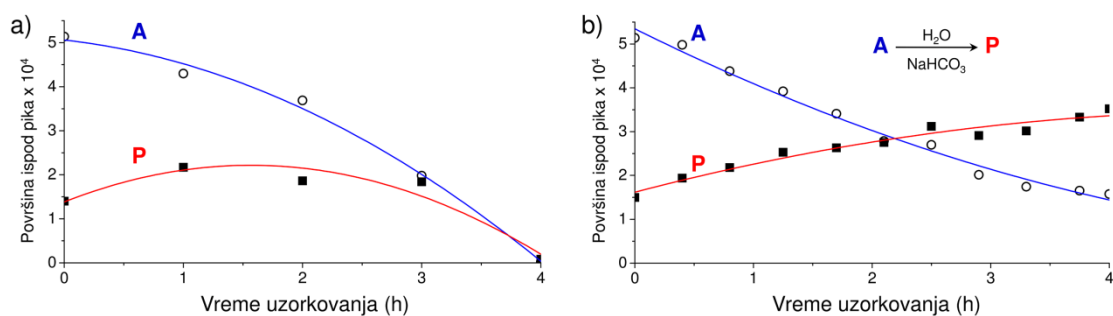 a)
Površina ispod pika x 10⁴
5
4
3
2
1
0
A
P
0
1
2
3
4
Vreme uzorkovanja (h)
b)
Površina ispod pika x 10⁴
5
4
3
2
1
0
A
P
A H₂O P
NaHCO₃
0
1
2
3
4
Vreme uzorkovanja (h)